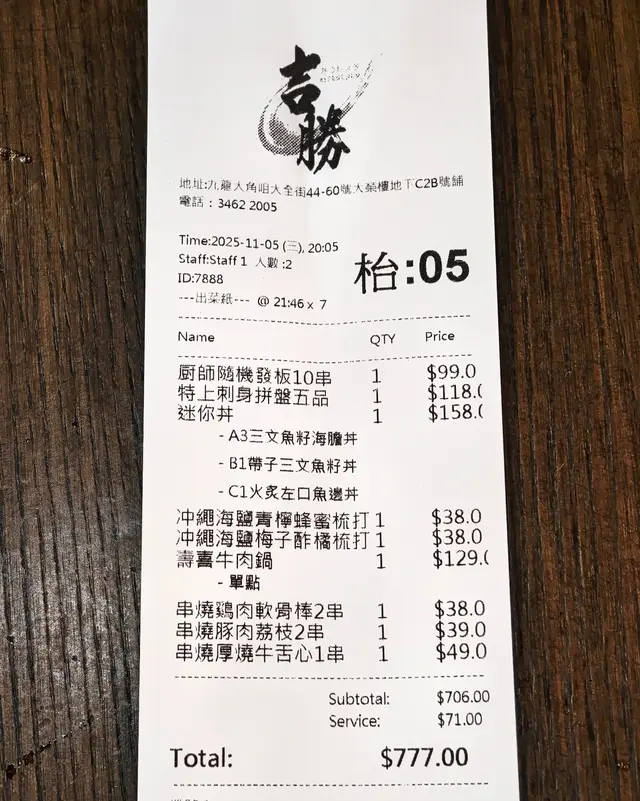 吉勝
地址:九龍大角咀大全街44-60號大榮樓地下C2B號舖
電話：3462 2005
Time:2025-11-05 (三), 20:05
Staff:Staff 1 人數:2
枱:05
ID:7888
---出菜紙--- @ 21:46 x 7
Name QTY Price
厨師隨機發板10串 1 $99.0
特上刺身拼盤五品 1 $118.(
迷你丼 1 $158.(
- A3三文魚籽海膽丼
- B1帶子三文魚籽丼
- C1火炙左口魚邊丼
冲繩海鹽青檸蜂蜜梳打 1 $38.0
冲繩海鹽梅子酢橘梳打 1 $38.0
壽喜牛肉鍋 1 $129.(
- 單點
串燒鷄肉軟骨棒2串 1 $38.0
串燒豚肉荔枝2串 1 $39.0
串燒厚燒牛舌心1串 1 $49.0
Subtotal: $706.00
Service: $71.00
Total: $777.00